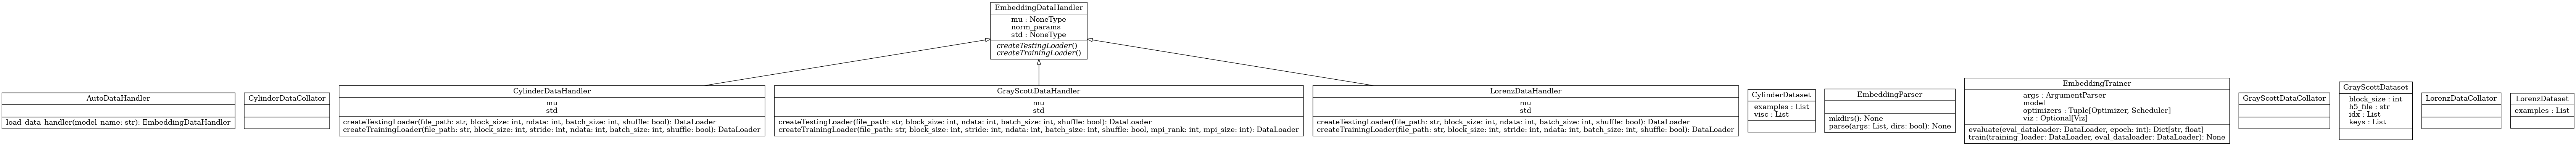 EmbeddingDataHandler
mu : NoneType
norm_params
std : NoneType
createTestingLoader()
createTrainingLoader()
AutoDataHandler
load_data_handler(model_name: str): EmbeddingDataHandler
CylinderDataCollator
CylinderDataHandler
mu
std
createTestingLoader(file_path: str, block_size: int, ndata: int, batch_size: int, shuffle: bool): DataLoader
createTrainingLoader(file_path: str, block_size: int, stride: int, ndata: int, batch_size: int, shuffle: bool): DataLoader
GrayScottDataHandler
mu
std
createTestingLoader(file_path: str, block_size: int, ndata: int, batch_size: int, shuffle: bool): DataLoader
createTrainingLoader(file_path: str, block_size: int, stride: int, ndata: int, batch_size: int, shuffle: bool, mpi_rank: int, mpi_size: int): DataLoader
LorenzDataHandler
mu
std
createTestingLoader(file_path: str, block_size: int, ndata: int, batch_size: int, shuffle: bool): DataLoader
createTrainingLoader(file_path: str, block_size: int, stride: int, ndata: int, batch_size: int, shuffle: bool): DataLoader
CylinderDataset
examples : List
visc : List
EmbeddingParser
mkdirs(): None
parse(args: List, dirs: bool): None
EmbeddingTrainer
args : ArgumentParser
model
optimizers : Tuple[Optimizer, Scheduler]
viz : Optional[Viz]
evaluate(eval_dataloader: DataLoader, epoch: int): Dict[str, float]
train(training_loader: DataLoader, eval_dataloader: DataLoader): None
GrayScottDataCollator
GrayScottDataset
block_size : int
h5_file : str
idx : List
keys : List
LorenzDataCollator
LorenzDataset
examples : List